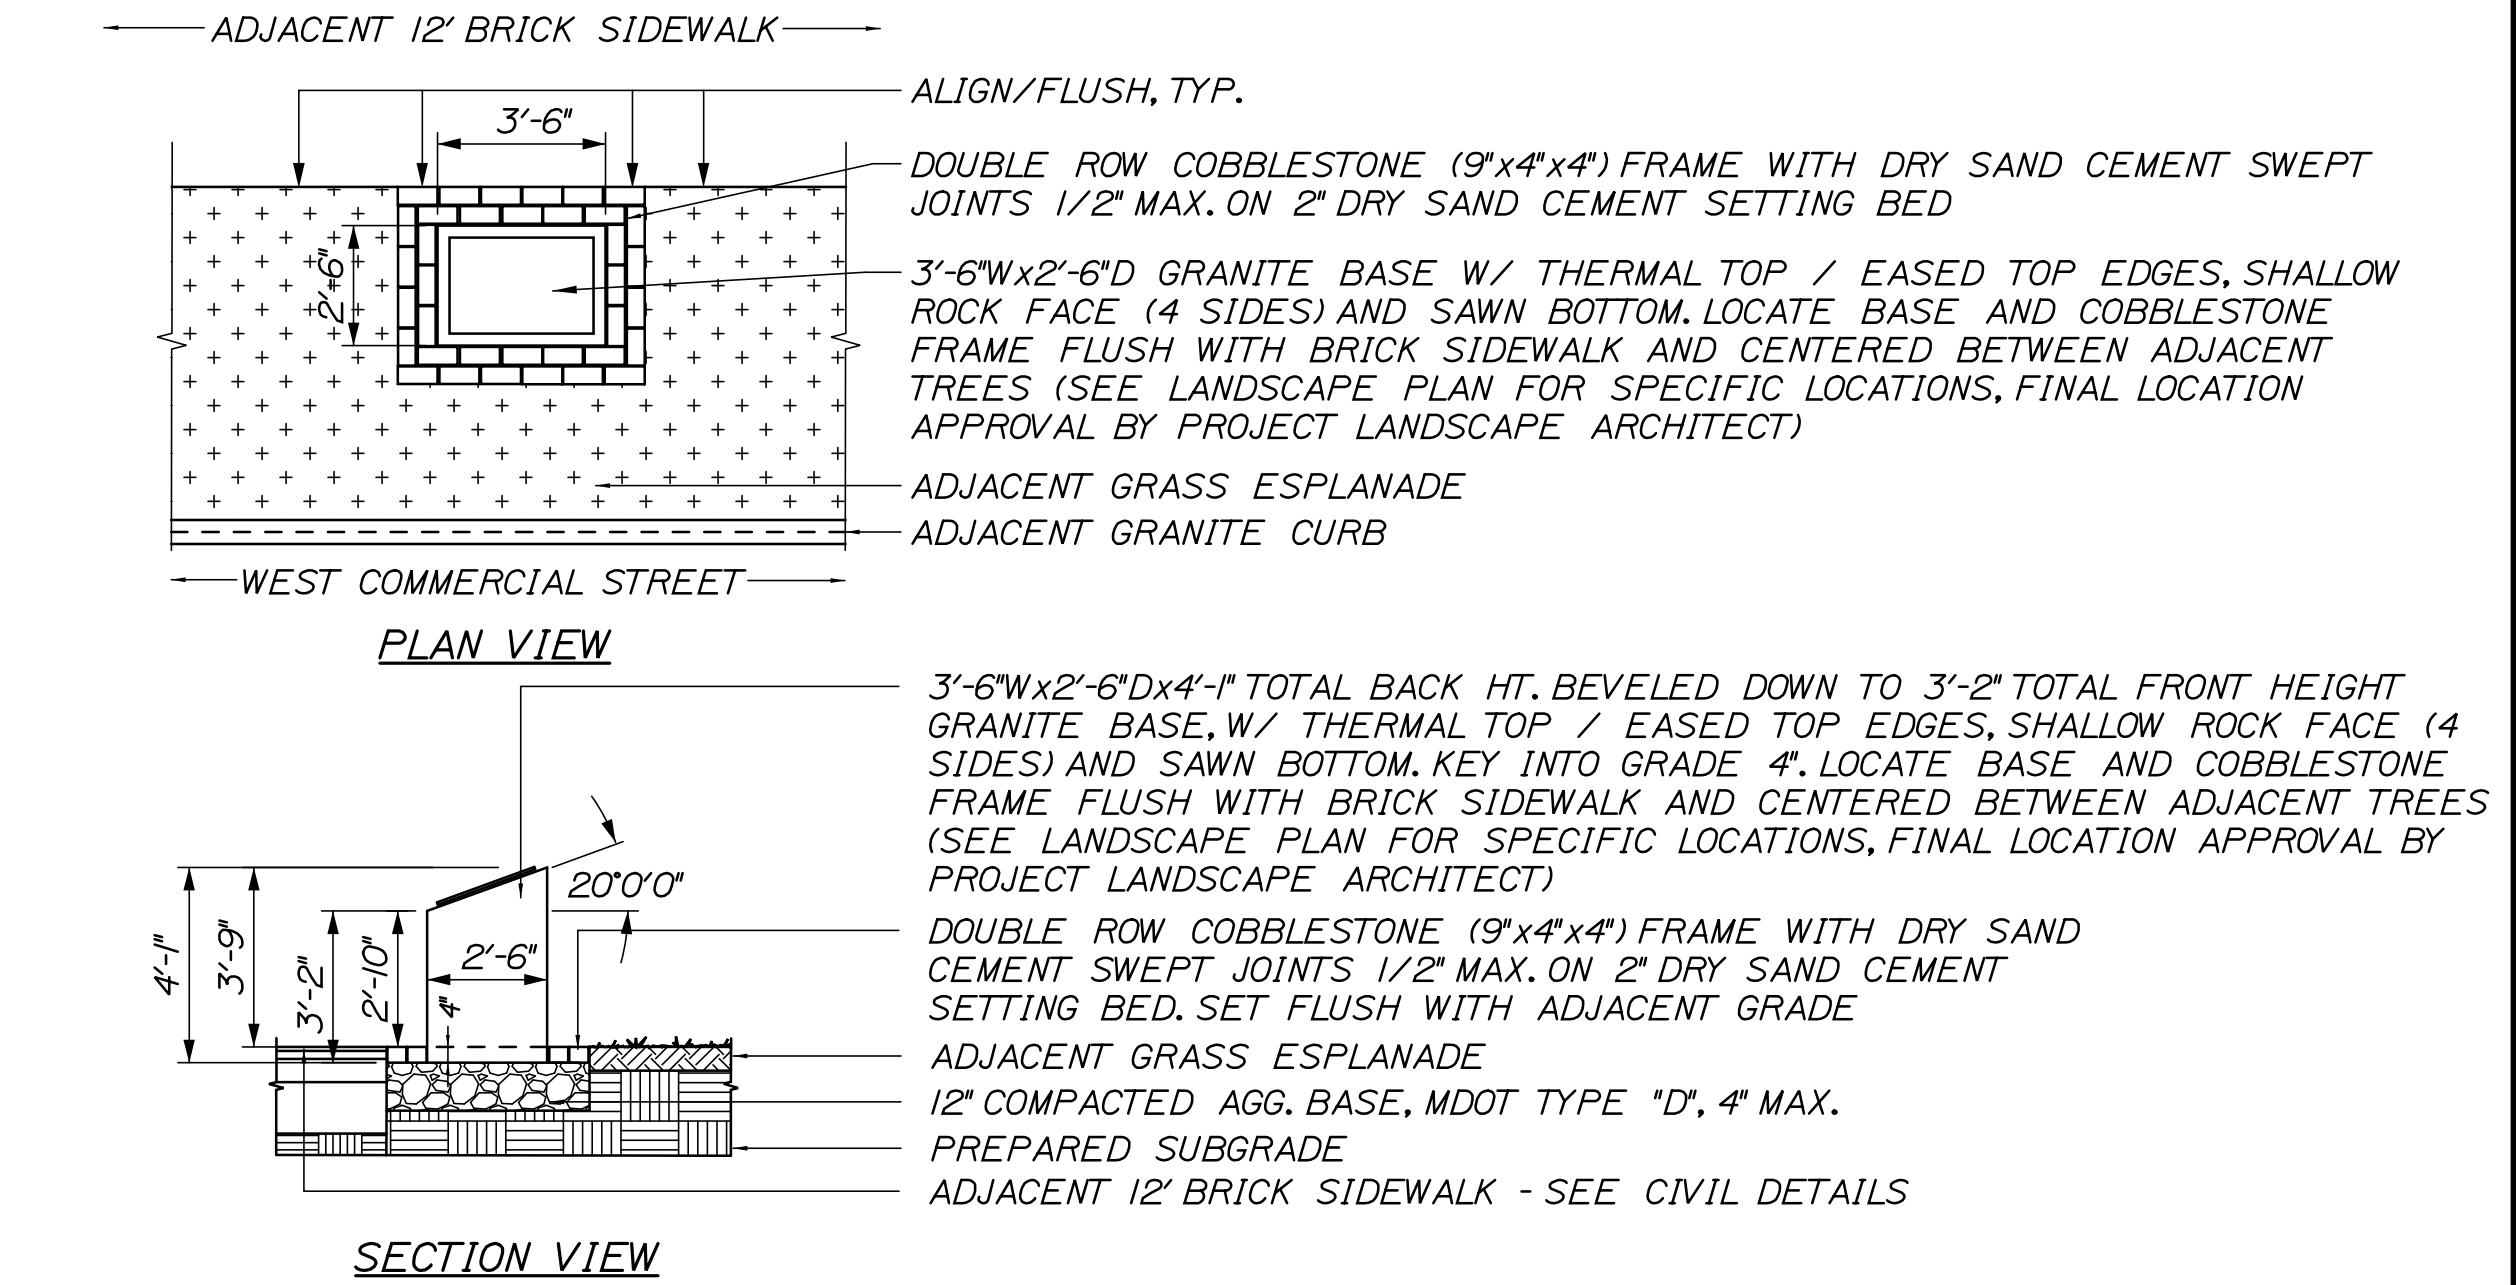 ADJACENT 12' BRICK SIDEWALK
ALIGN/FLUSH, TYP.
3'-6"
DOUBLE ROW COBBLESTONE (9"x4"x4") FRAME WITH DRY SAND CEMENT SWEPT
JOINTS 1/2" MAX. ON 2" DRY SAND CEMENT SETTING BED
2'-6"
3'-6"Wx2'-6"D GRANITE BASE W/ THERMAL TOP / EASED TOP EDGES, SHALLOW
ROCK FACE (4 SIDES) AND SAWN BOTTOM. LOCATE BASE AND COBBLESTONE
FRAME FLUSH WITH BRICK SIDEWALK AND CENTERED BETWEEN ADJACENT
TREES (SEE LANDSCAPE PLAN FOR SPECIFIC LOCATIONS, FINAL LOCATION
APPROVAL BY PROJECT LANDSCAPE ARCHITECT)
ADJACENT GRASS ESPLANADE
ADJACENT GRANITE CURB
WEST COMMERCIAL STREET
PLAN VIEW
3'-6"Wx2'-6"Dx4'-1" TOTAL BACK HT. BEVELED DOWN TO 3'-2" TOTAL FRONT HEIGHT
GRANITE BASE, W/ THERMAL TOP / EASED TOP EDGES, SHALLOW ROCK FACE (4
SIDES) AND SAWN BOTTOM. KEY INTO GRADE 4". LOCATE BASE AND COBBLESTONE
FRAME FLUSH WITH BRICK SIDEWALK AND CENTERED BETWEEN ADJACENT TREES
(SEE LANDSCAPE PLAN FOR SPECIFIC LOCATIONS, FINAL LOCATION APPROVAL BY
PROJECT LANDSCAPE ARCHITECT)
20°0'0"
4'-1"
3'-9"
3'-2"
2'-10"
2'-6"
4"
DOUBLE ROW COBBLESTONE (9"x4"x4") FRAME WITH DRY SAND
CEMENT SWEPT JOINTS 1/2" MAX. ON 2" DRY SAND CEMENT
SETTING BED. SET FLUSH WITH ADJACENT GRADE
ADJACENT GRASS ESPLANADE
12" COMPACTED AGG. BASE, MDOT TYPE "D", 4" MAX.
PREPARED SUBGRADE
ADJACENT 12' BRICK SIDEWALK - SEE CIVIL DETAILS
SECTION VIEW